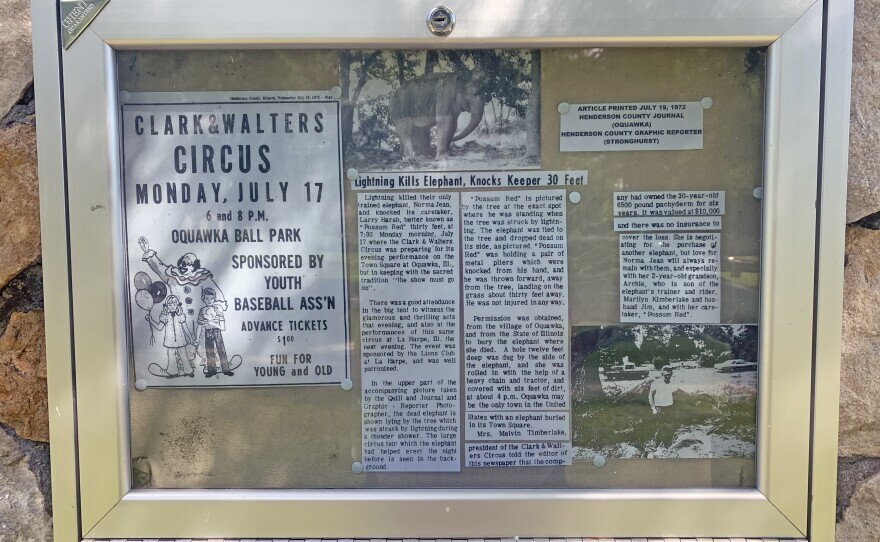 CLARK & WALTERS
CIRCUS
MONDAY, JULY 17
6 and 8 P.M.
OQUAWKA BALL PARK
SPONSORED BY
YOUTH
BASEBALL ASS'N
ADVANCE TICKETS
$1.00
FUN FOR
YOUNG and OLD
Lightning Kills Elephant, Knocks Keeper 30 Feet
Lightning killed their only
trained elephant, Norma Jean,
and knocked its caretaker,
Larry Harsh, better known as
"Possum Red" thirty feet, at
7:30 Monday morning, July
17 where the Clark & Walters
Circus was preparing for its
evening performance on the
Town Square at Oquawka, Ill.,
but in keeping with the sacred
tradition "the show must go
on".
There was a good attendance
in the big tent to witness the
glamorous and thrilling acts
that evening, and also at the
performances of this same
circus at La Harpe, Ill. the
next evening. The event was
sponsored by the Lions Club
at La Harpe, and was well
patronized.
In the upper part of the
accompanying picture taken
by the Quill and Journal and
Graphic - Reporter Photo-
grapher, the dead elephant is
shown lying by the tree which
was struck by lightning during
a thunder shower. The large
circus tent which the elephant
had helped erect the night
before is seen in the back-
ground.
"Possum Red" is pictured
by the tree at the exact spot
where he was standing when
the tree was struck by lightn-
ing. The elephant was tied to
the tree and dropped dead on
its side, as pictured. "Possum
Red" was holding a pair of
metal pliers which were
knocked from his hand, and
he was thrown forward, away
from the tree, landing on the
grass about thirty feet away.
He was not injured in any way.
Permission was obtained,
from the village of Oquawka,
and from the State of Illinois
to bury the elephant where
she died. A hole twelve feet
deep was dug by the side of
the elephant, and she was
rolled in with the help of a
heavy chain and tractor, and
covered with six feet of dirt,
at about 4 p.m. Oquawka may
be the only town in the United
States with an elephant buried
in its Town Square.
Mrs. Melvin Timberlake,
president of the Clark & Walt-
ers Circus told the editor of
this newspaper that the comp-
ARTICLE PRINTED JULY 19, 1972
HENDERSON COUNTY JOURNAL
(OQUAWKA)
HENDERSON COUNTY GRAPHIC REPORTER
(STRONGHURST)
any had owned the 30-year-old
6500 pound pachyderm for six
years. It was valued at $10,000
and there was no insurance to
cover the loss. She is negoti-
ating for the purchase of
another elephant, but love for
Norma Jean will always re-
main with them, and especially
with her 2-year-old grandson,
Archie, who is son of the
elephant's trainer and rider,
Marilyn Kimberlake and hus-
band Jim, and with her care-
taker, "Possum Red".